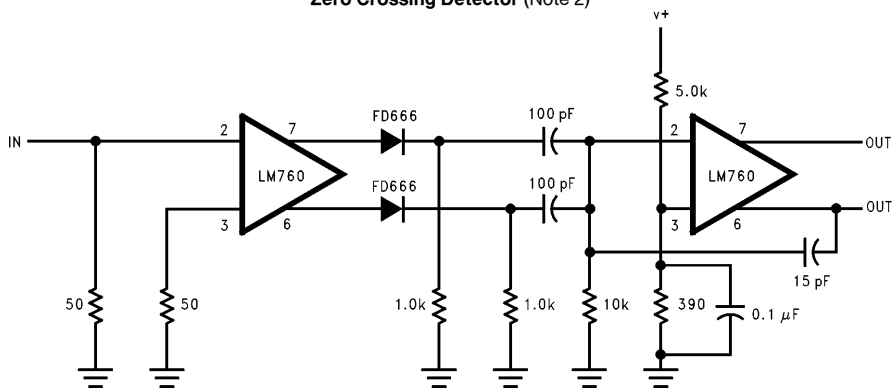 Zero Crossing Detector (Note 2)
v+
5.0k
IN
2
7
FD666
100 pF
2
7
OUT
LM760
LM760
FD666
100 pF
3
6
3
6
OUT
15 pF
50
50
1.0k
1.0k
10k
390
0.1 μF